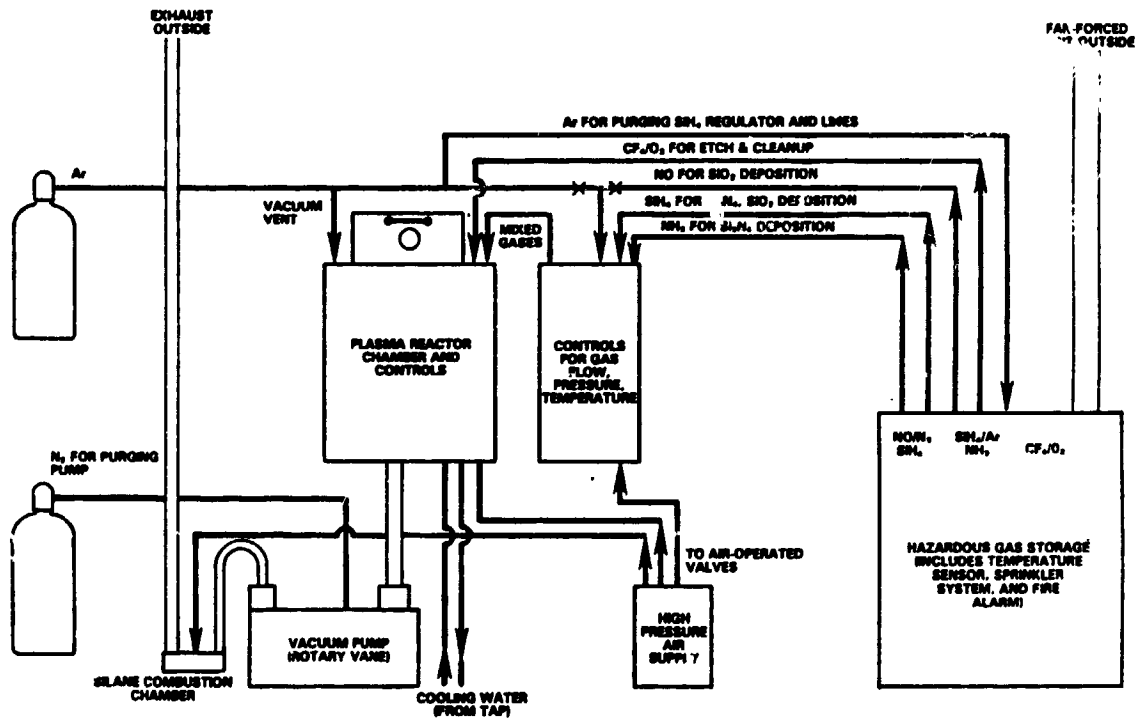 EXHAUST
OUTSIDE
OUTSIDE
Ar FOR PURGING SiH₄ REGULATOR AND LINES
CF₄/O₂ FOR ETCH & CLEANUP
Ar
NO FOR SiO₂ DEPOSITION
VACUUM
VENT
MIXED
GASES
SiH₄ FOR SiO₂ DEPOSITION
NH₃ FOR DEPOSITION
PLASMA REACTOR
CHAMBER AND
CONTROLS
CONTROLS
FOR GAS
FLOW,
PRESSURE,
TEMPERATURE
N₂ FOR PURGING
PUMP
SiH₄
SiH₄/Ar
NH₃
CF₄/O₂
TO AIR-OPERATED
VALVES
HAZARDOUS GAS STORAGE
INCLUDES TEMPERATURE
SENSOR, SPRINKLER
SYSTEM, AND FIRE
ALARM)
VACUUM PUMP
(ROTARY VANE)
HIGH
PRESSURE
AIR
SILANE COMBUSTION
CHAMBER
COOLING WATER
(FROM TAP)